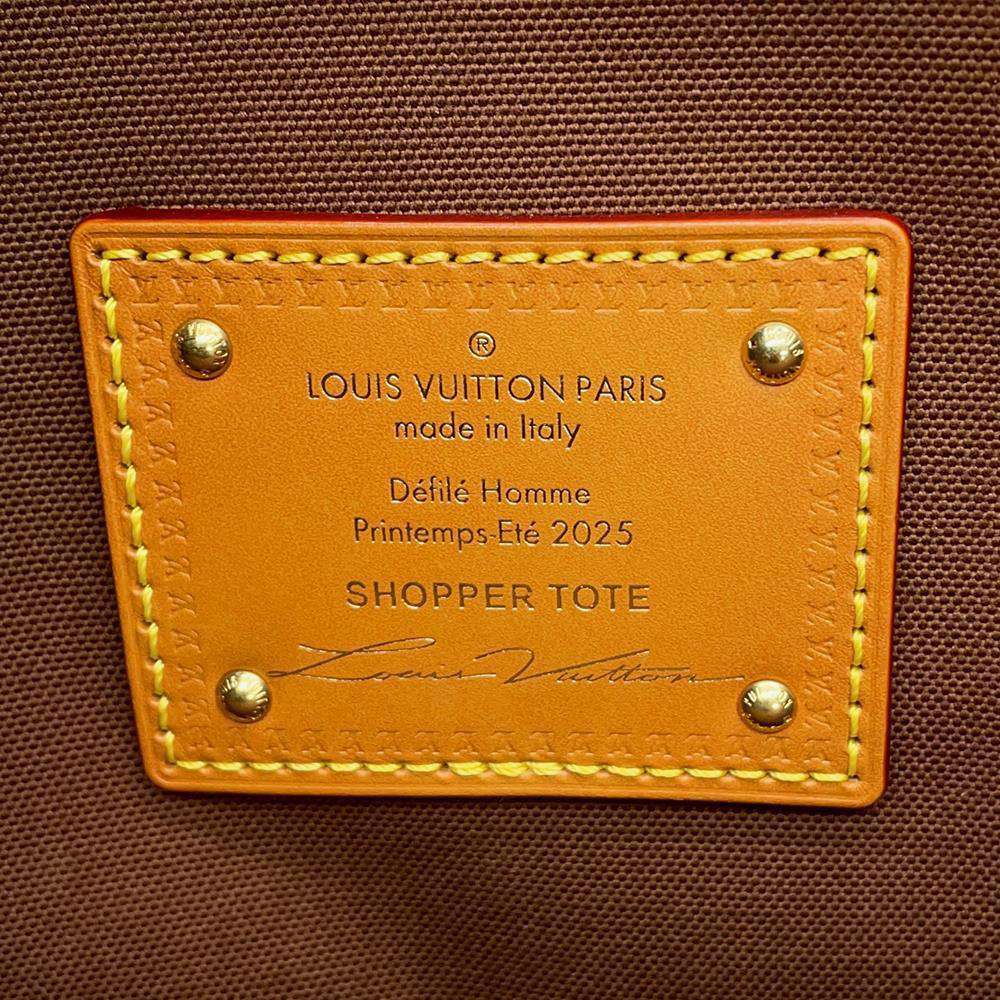 ®
LOUIS VUITTON PARIS
made in Italy
Défilé Homme
Printemps-Eté 2025
SHOPPER TOTE
Louis Vuitton